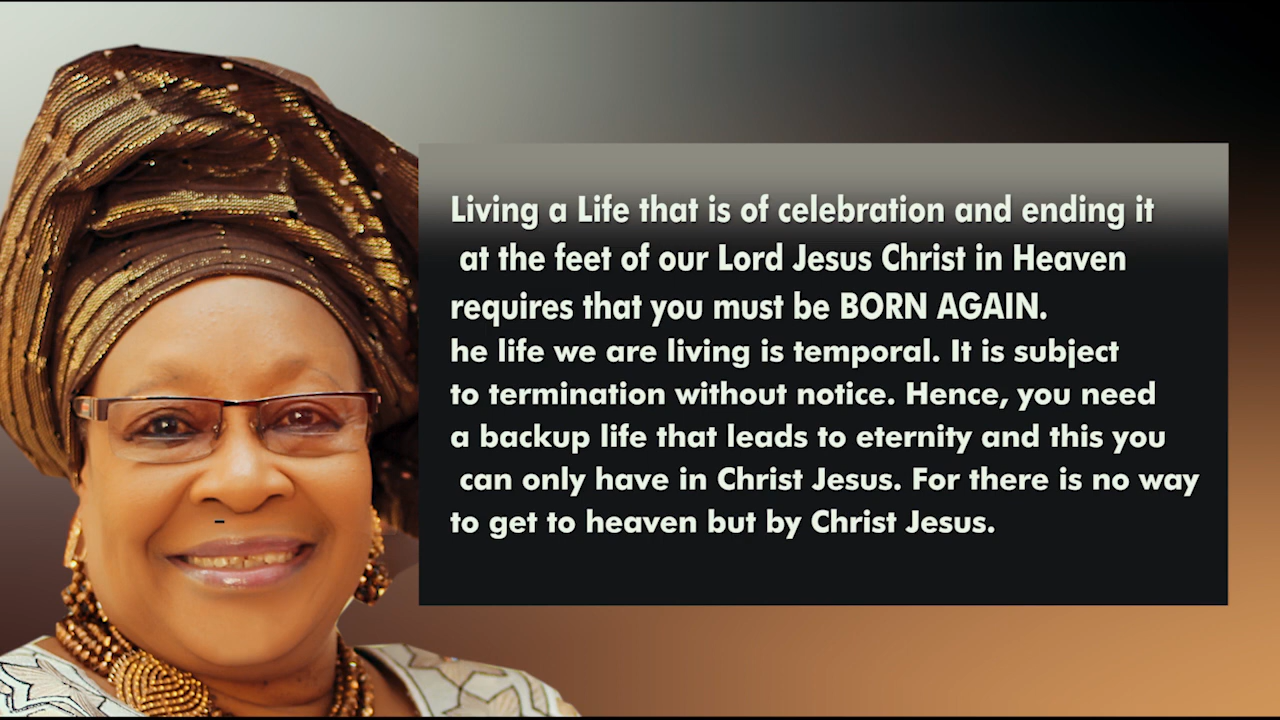 Living a Life that is of celebration and ending it
at the feet of our Lord Jesus Christ in Heaven
requires that you must be BORN AGAIN.
he life we are living is temporal. It is subject
to termination without notice. Hence, you need
a backup life that leads to eternity and this you
can only have in Christ Jesus. For there is no way
to get to heaven but by Christ Jesus.